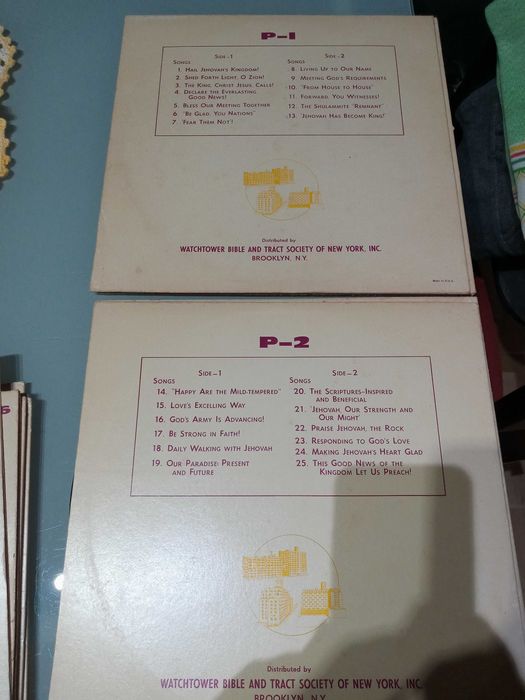 P-1
SIDE-1
SONGS
1. HAIL JEHOVAH'S KINGDOM!
2. SHED FORTH LIGHT, O ZION!
3. THE KING, CHRIST JESUS, CALLS!
4. DECLARE THE EVERLASTING
GOOD NEWS!
5. BLESS OUR MEETING TOGETHER
6. "BE GLAD, YOU NATIONS"
7. 'FEAR THEM NOT'!
SIDE-2
SONGS
8. LIVING UP TO OUR NAME
9. MEETING GOD'S REQUIREMENTS
10. "FROM HOUSE TO HOUSE"
11. FORWARD, YOU WITNESSES!
12. THE SHULAMMITE "REMNANT"
13. 'JEHOVAH HAS BECOME KING!'
Distributed by
WATCHTOWER BIBLE AND TRACT SOCIETY OF NEW YORK, INC.
BROOKLYN, N.Y.
Made in U.S.A.
P-2
SIDE-1
SONGS
14. "HAPPY ARE THE MILD-TEMPERED"
15. LOVE'S EXCELLING WAY
16. GOD'S ARMY IS ADVANCING!
17. BE STRONG IN FAITH!
18. DAILY WALKING WITH JEHOVAH
19. OUR PARADISE: PRESENT
AND FUTURE
SIDE-2
SONGS
20. THE SCRIPTURES-INSPIRED
AND BENEFICIAL
21. 'JEHOVAH, OUR STRENGTH AND
OUR MIGHT'
22. PRAISE JEHOVAH, THE ROCK
23. RESPONDING TO GOD'S LOVE
24. MAKING JEHOVAH'S HEART GLAD
25. THIS GOOD NEWS OF THE
KINGDOM LET US PREACH!
Distributed by
WATCHTOWER BIBLE AND TRACT SOCIETY OF NEW YORK, INC.
BROOKLYN, N.Y.